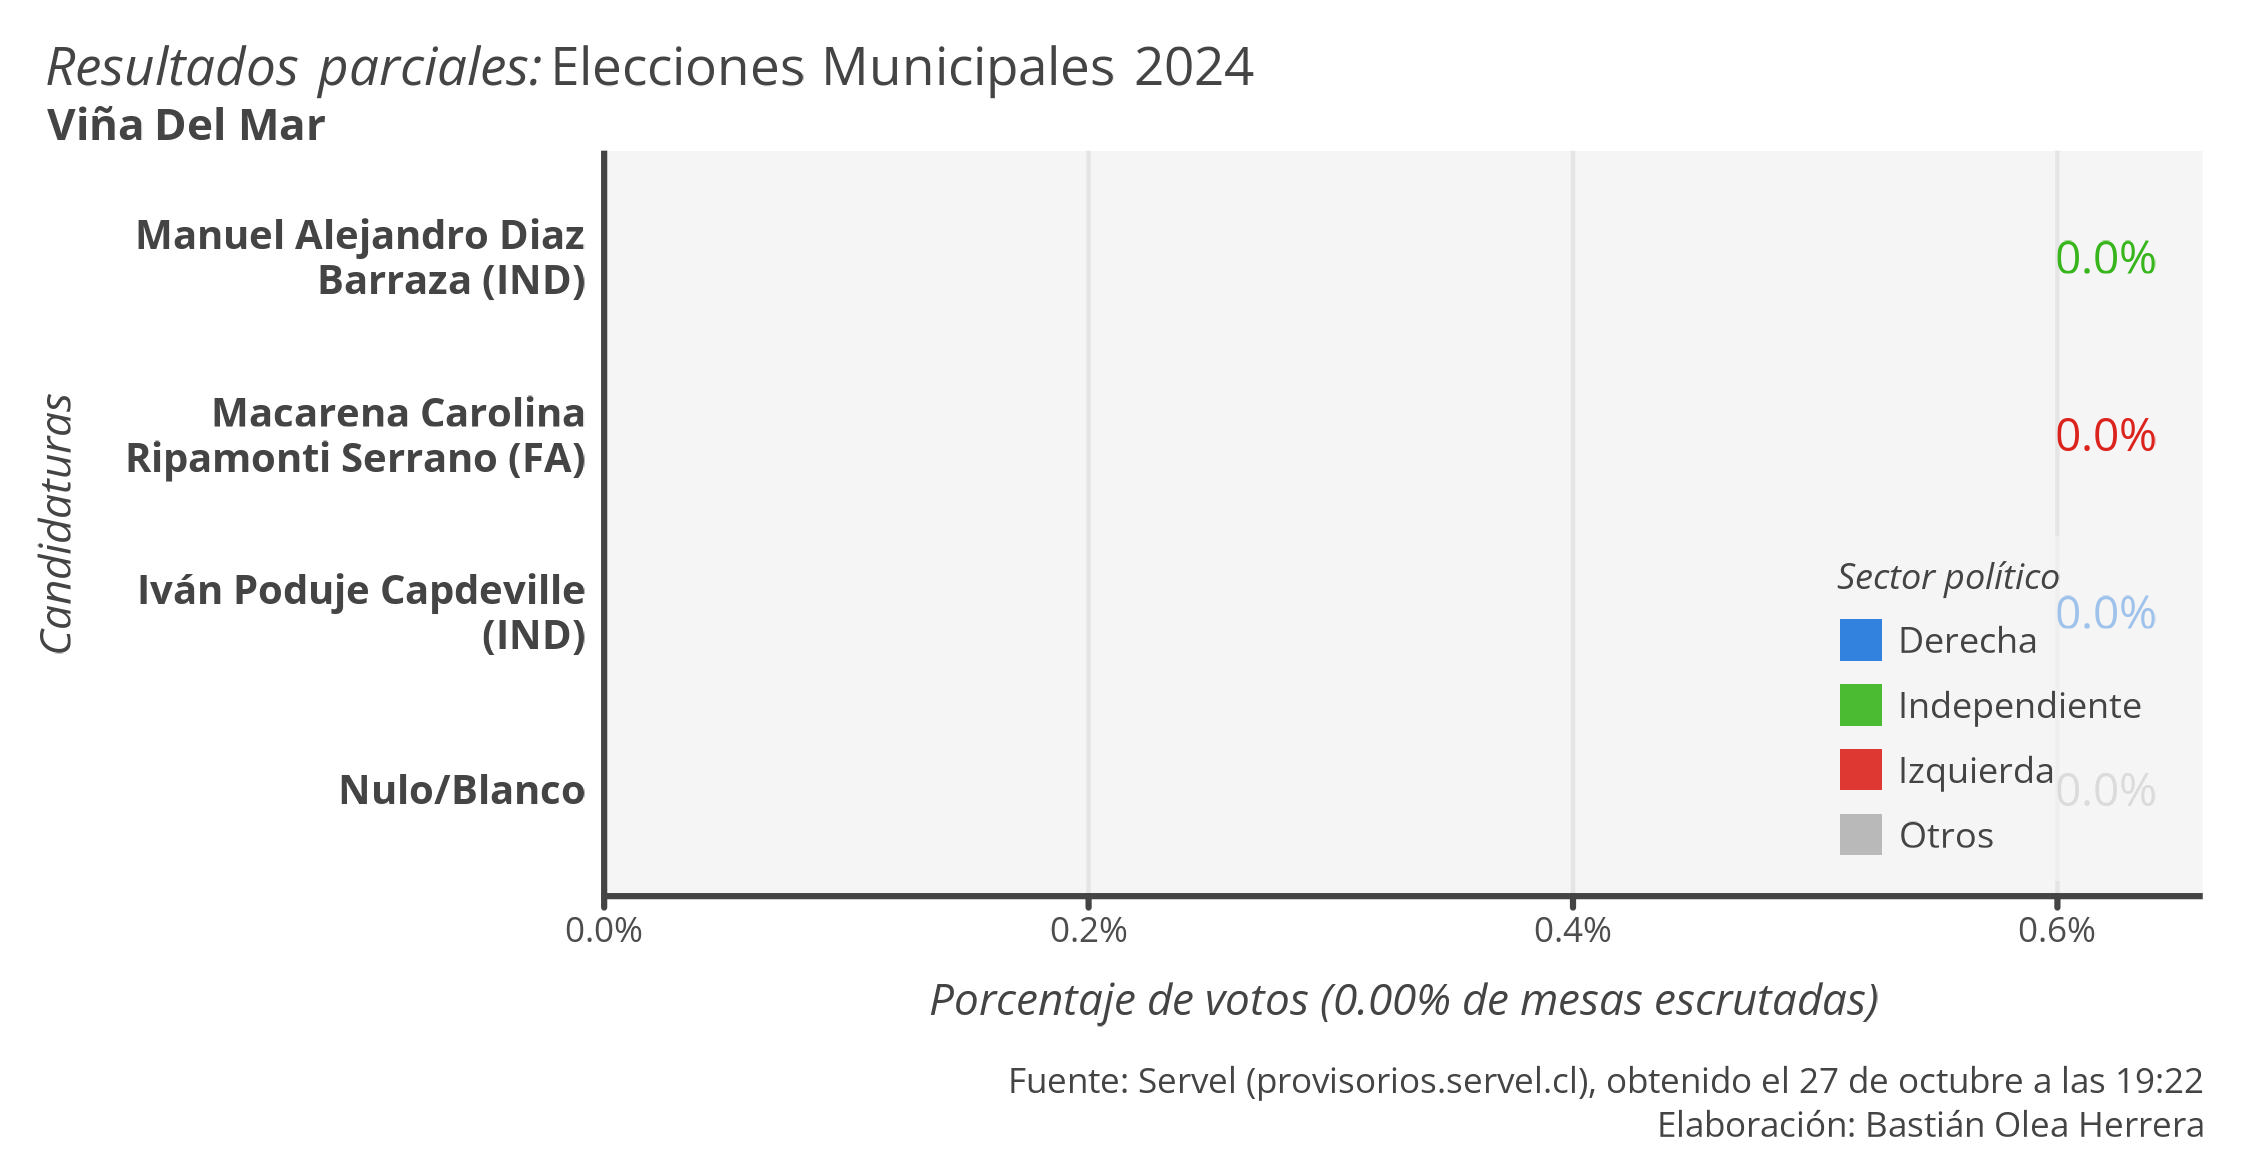 Resultados parciales: Elecciones Municipales 2024
Viña Del Mar
Candidaturas
Manuel Alejandro Diaz
Barraza (IND)
0.0%
Macarena Carolina
Ripamonti Serrano (FA)
0.0%
Iván Poduje Capdeville
(IND)
0.0%
Nulo/Blanco
0.0%
Sector político
Derecha
Independiente
Izquierda
Otros
0.0% 0.2% 0.4% 0.6%
Porcentaje de votos (0.00% de mesas escrutadas)
Fuente: Servel (provisorios.servel.cl), obtenido el 27 de octubre a las 19:22
Elaboración: Bastián Olea Herrera